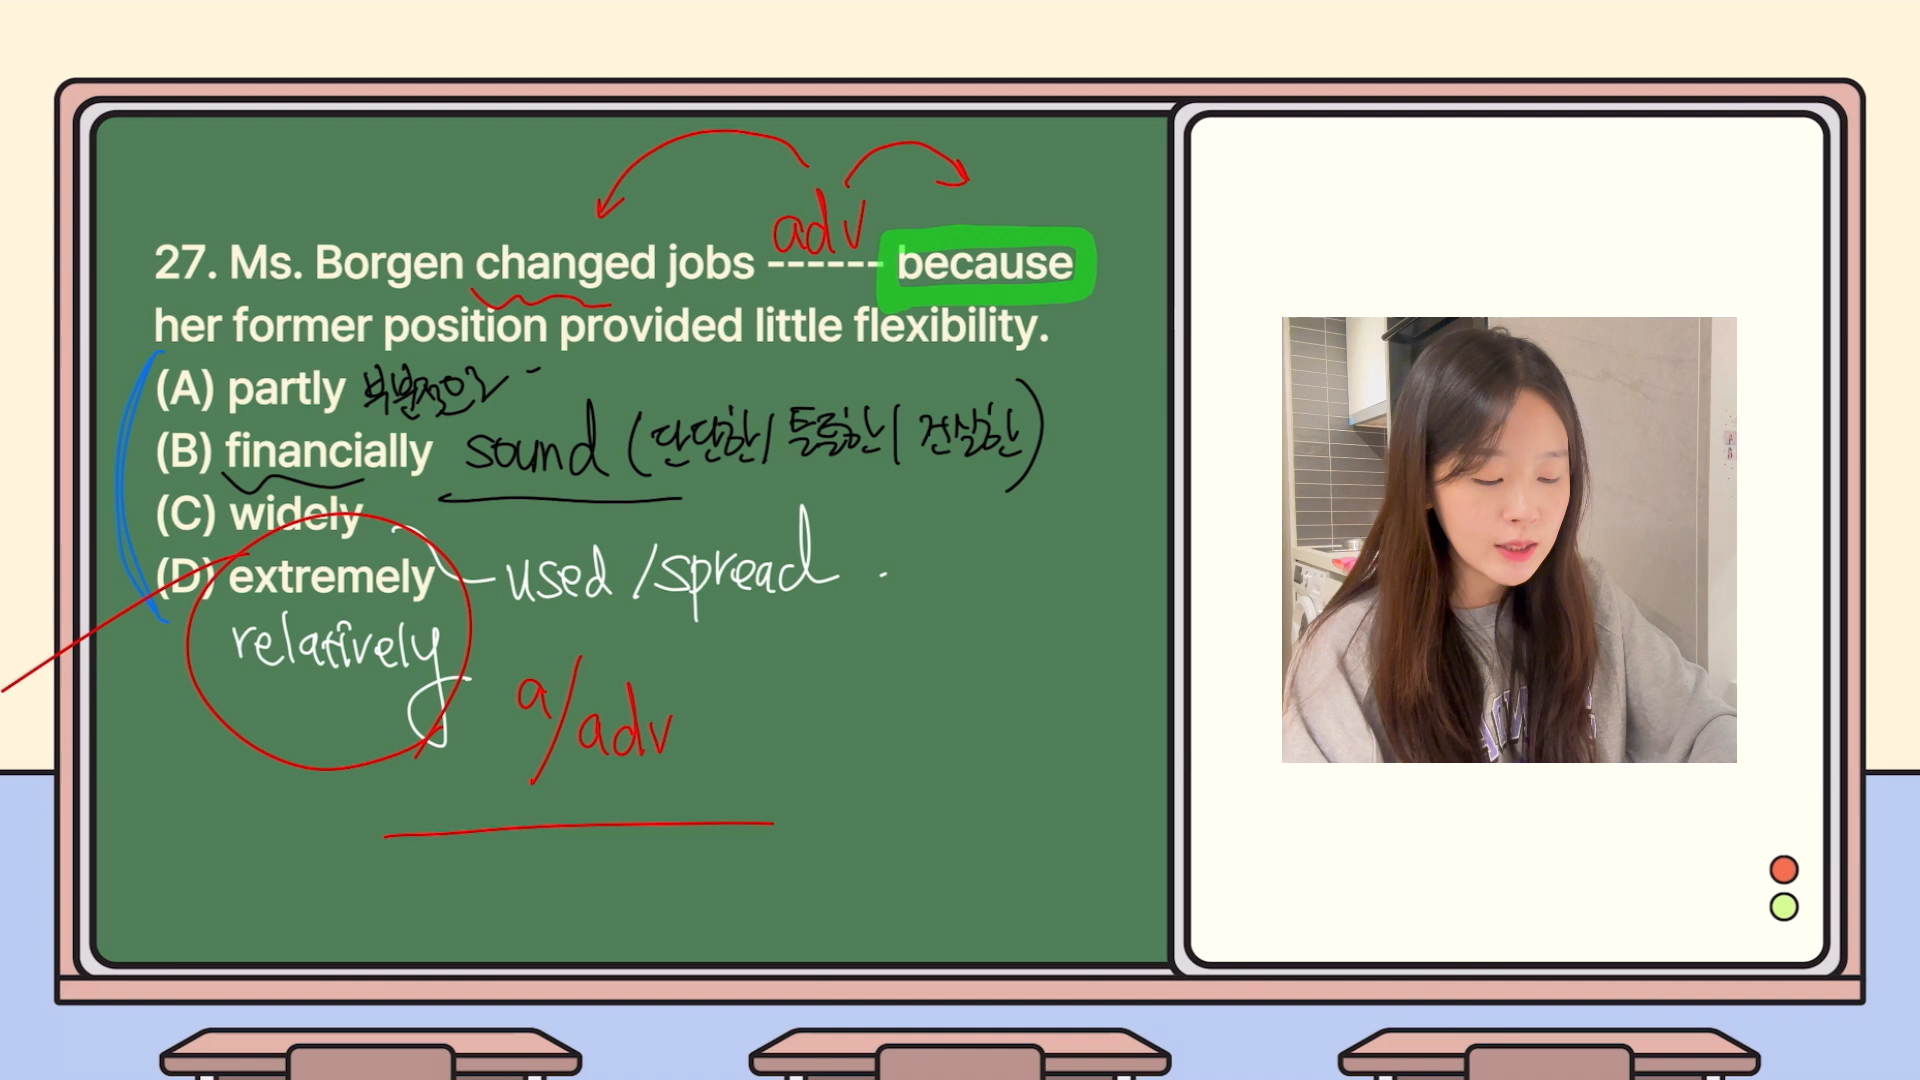 adv
27. Ms. Borgen changed jobs ------ because
her former position provided little flexibility.
(A) partly 부분적으로
(B) financially sound (단단한/ 튼튼한/ 건실한)
(C) widely
(D) extremely used/spread.
relatively
a/adv